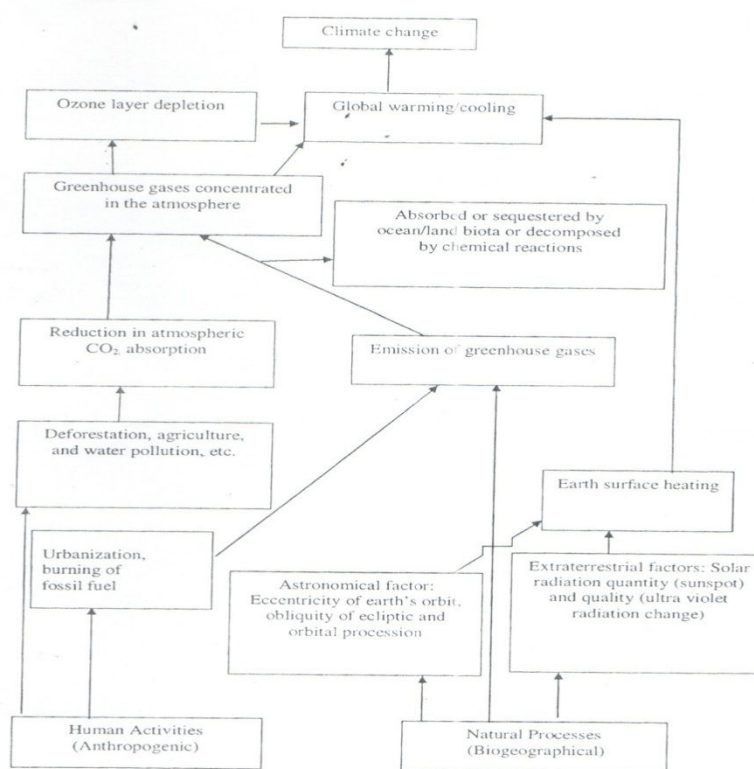 Climate change
Ozone layer depletion
Global warming/cooling
Greenhouse gases concentrated
in the atmosphere
Absorbed or sequestered by
ocean/land biota or decomposed
by chemical reactions
Reduction in atmospheric
CO₂ absorption
Emission of greenhouse gases
Deforestation, agriculture,
and water pollution, etc.
Earth surface heating
Urbanization,
burning of
fossil fuel
Astronomical factor:
Eccentricity of earth's orbit,
obliquity of ecliptic and
orbital procession
Extraterrestrial factors: Solar
radiation quantity (sunspot)
and quality (ultra violet
radiation change)
Human Activities
(Anthropogenic)
Natural Processes
(Biogeographical)